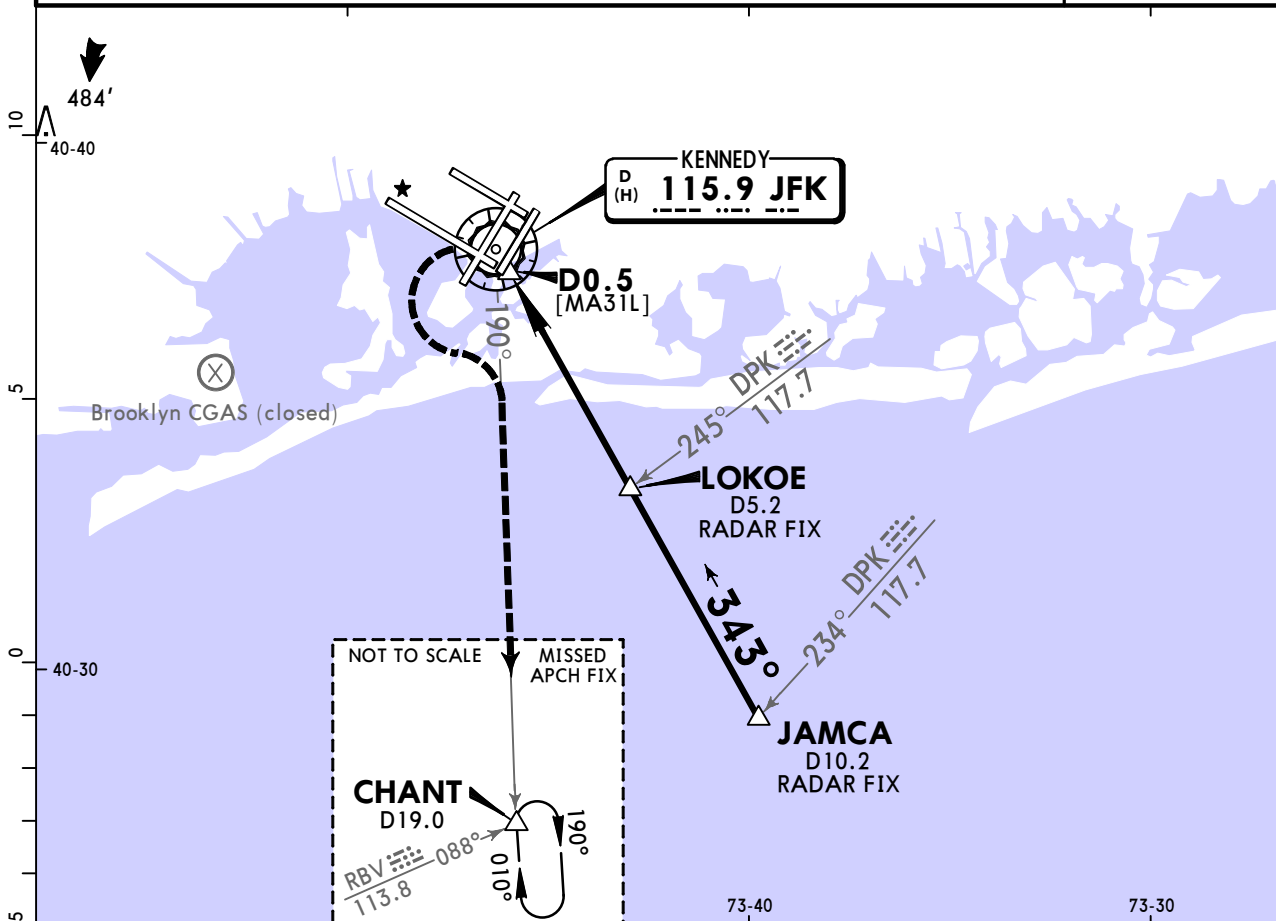 484'
10
40-40
KENNEDY
D
(H)
115.9 JFK
D0.5
[MA31L]
190°
DPK
245°
117.7
5
Brooklyn CGAS (closed)
LOKOE
D5.2
RADAR FIX
DPK
234°
117.7
343°
0
40-30
NOT TO SCALE
MISSED
APCH FIX
JAMCA
D10.2
RADAR FIX
CHANT
D19.0
190°
010°
RBV
088°
113.8
5
73-40
73-30